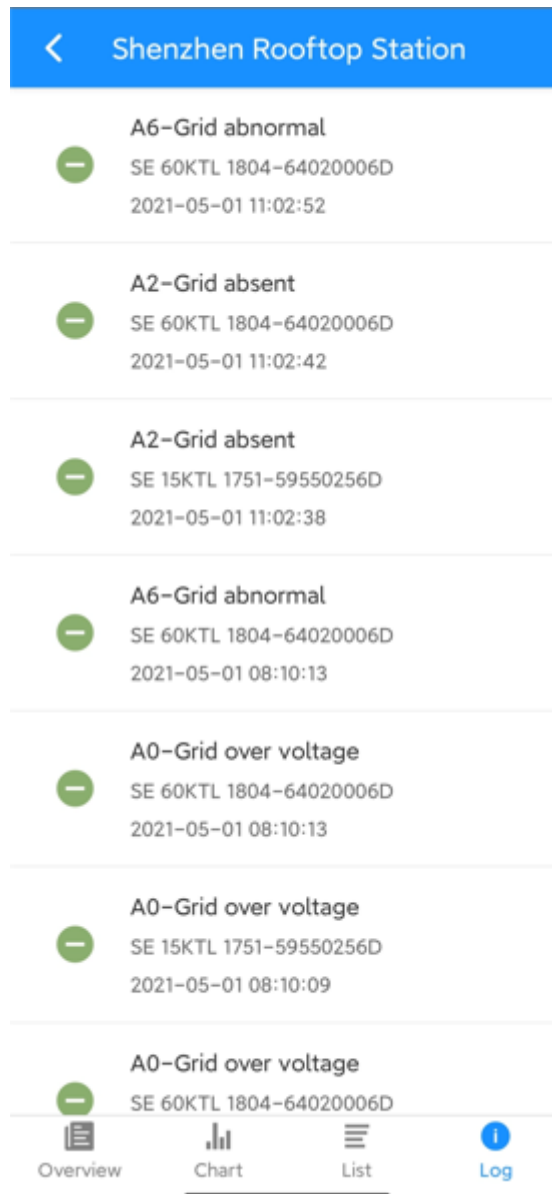 Shenzhen Rooftop Station
A6-Grid abnormal
SE 60KTL 1804-64020006D
2021-05-01 11:02:52
A2-Grid absent
SE 60KTL 1804-64020006D
2021-05-01 11:02:42
A2-Grid absent
SE 15KTL 1751-59550256D
2021-05-01 11:02:38
A6-Grid abnormal
SE 60KTL 1804-64020006D
2021-05-01 08:10:13
A0-Grid over voltage
SE 60KTL 1804-64020006D
2021-05-01 08:10:13
A0-Grid over voltage
SE 15KTL 1751-59550256D
2021-05-01 08:10:09
A0-Grid over voltage
SE 60KTL 1804-64020006D
Overview Chart List Log